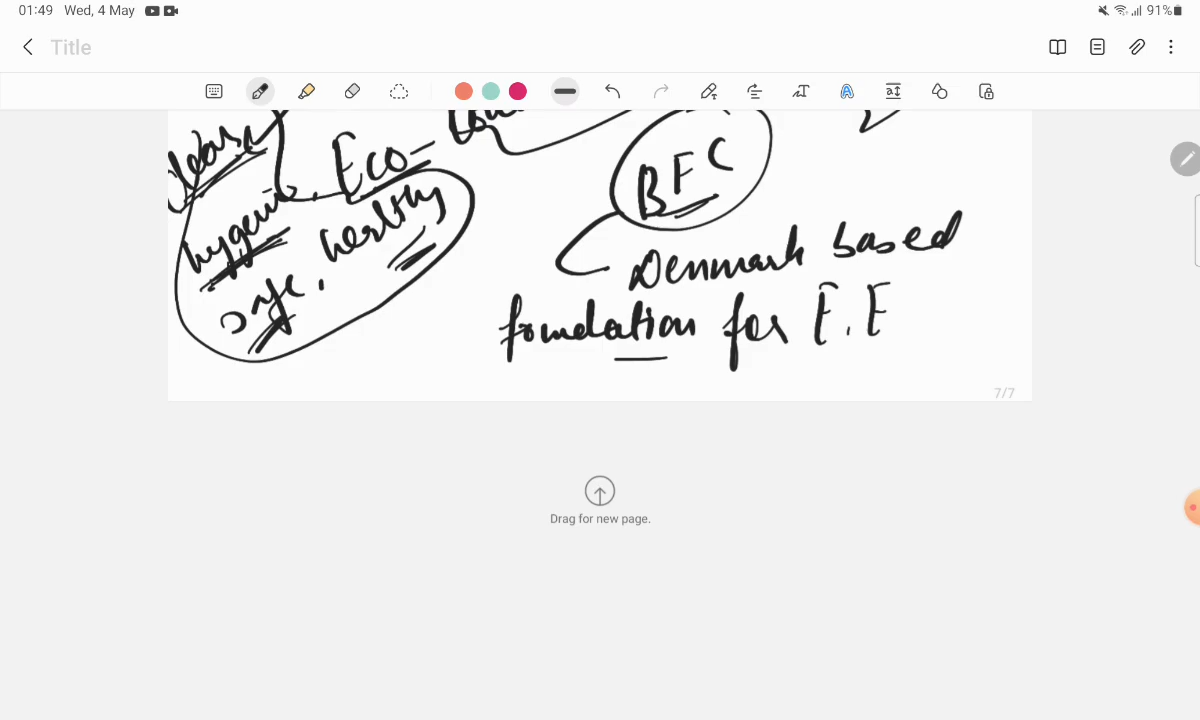 01:49 Wed, 4 May
91%
Title
Eco-
BFC
hygenic
healthy
safe,
Denmark based
foundation for E.E
7/7
Drag for new page.